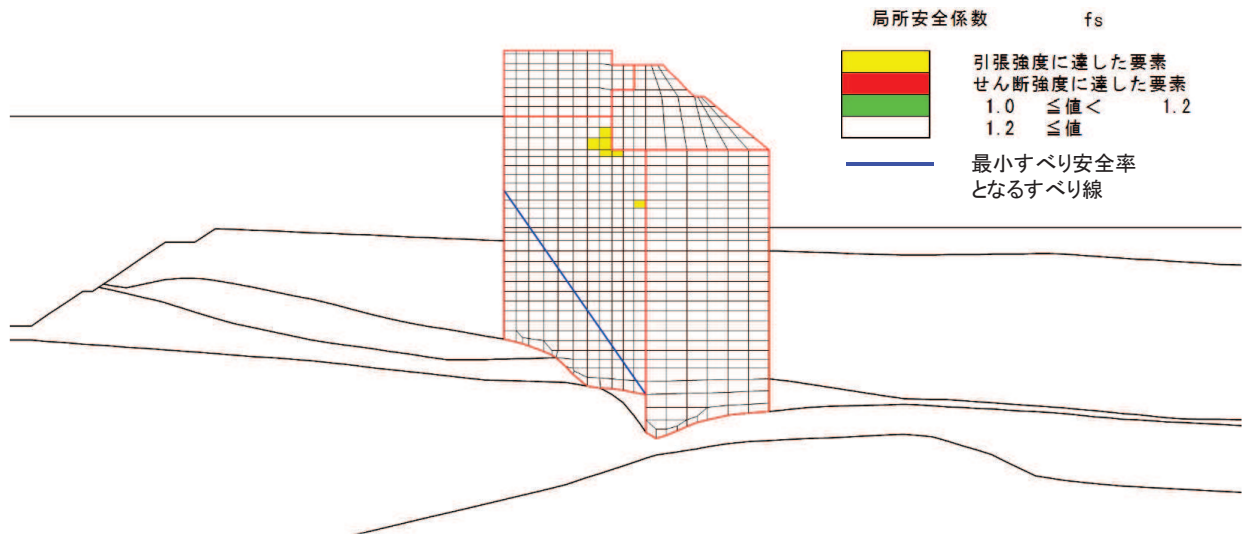 局所安全係数 fs
引張強度に達した要素
せん断強度に達した要素
1.0 ≦値< 1.2
1.2 ≦値
最小すべり安全率
となるすべり線